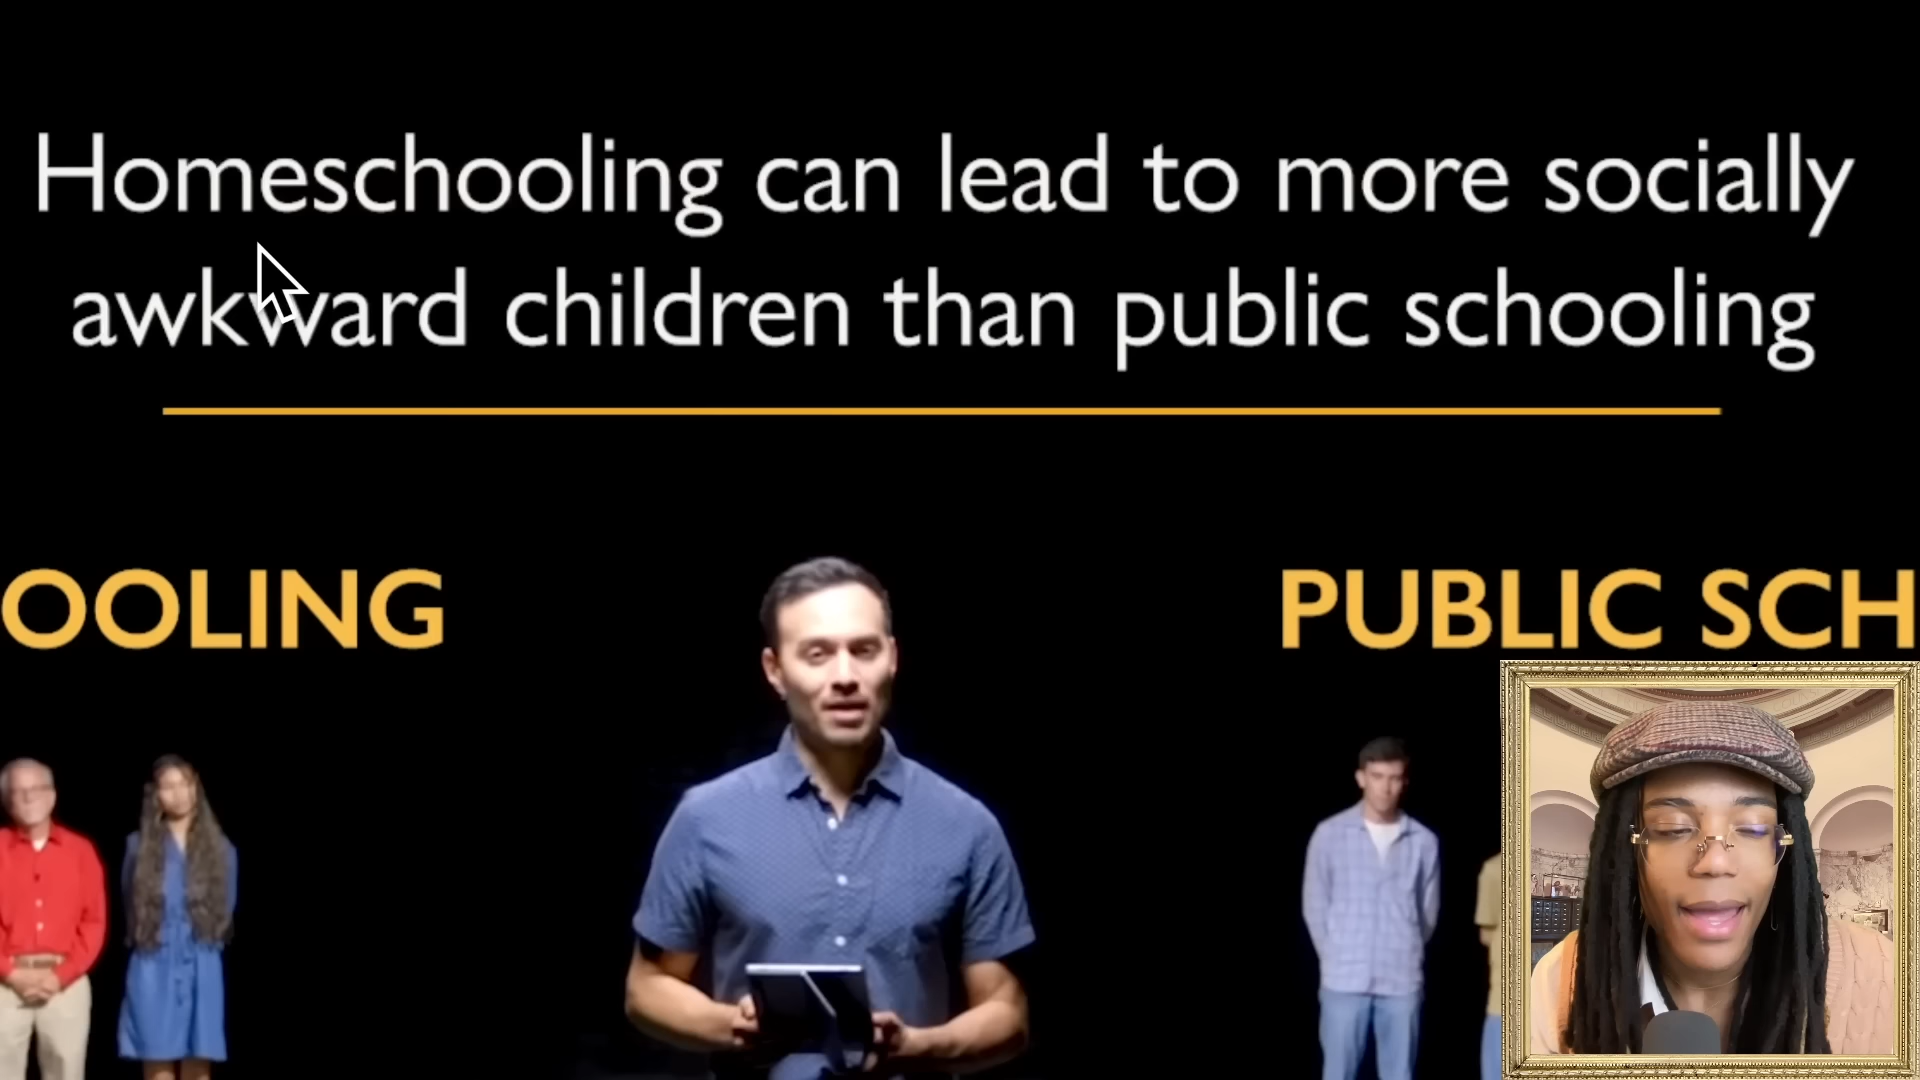 Homeschooling can lead to more socially
awkward children than public schooling
OOLING
PUBLIC SCH